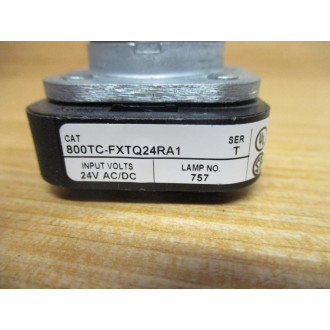 CAT
800TC-FXTQ24RA1
SER
T
INPUT VOLTS
24V AC/DC
LAMP NO.
757